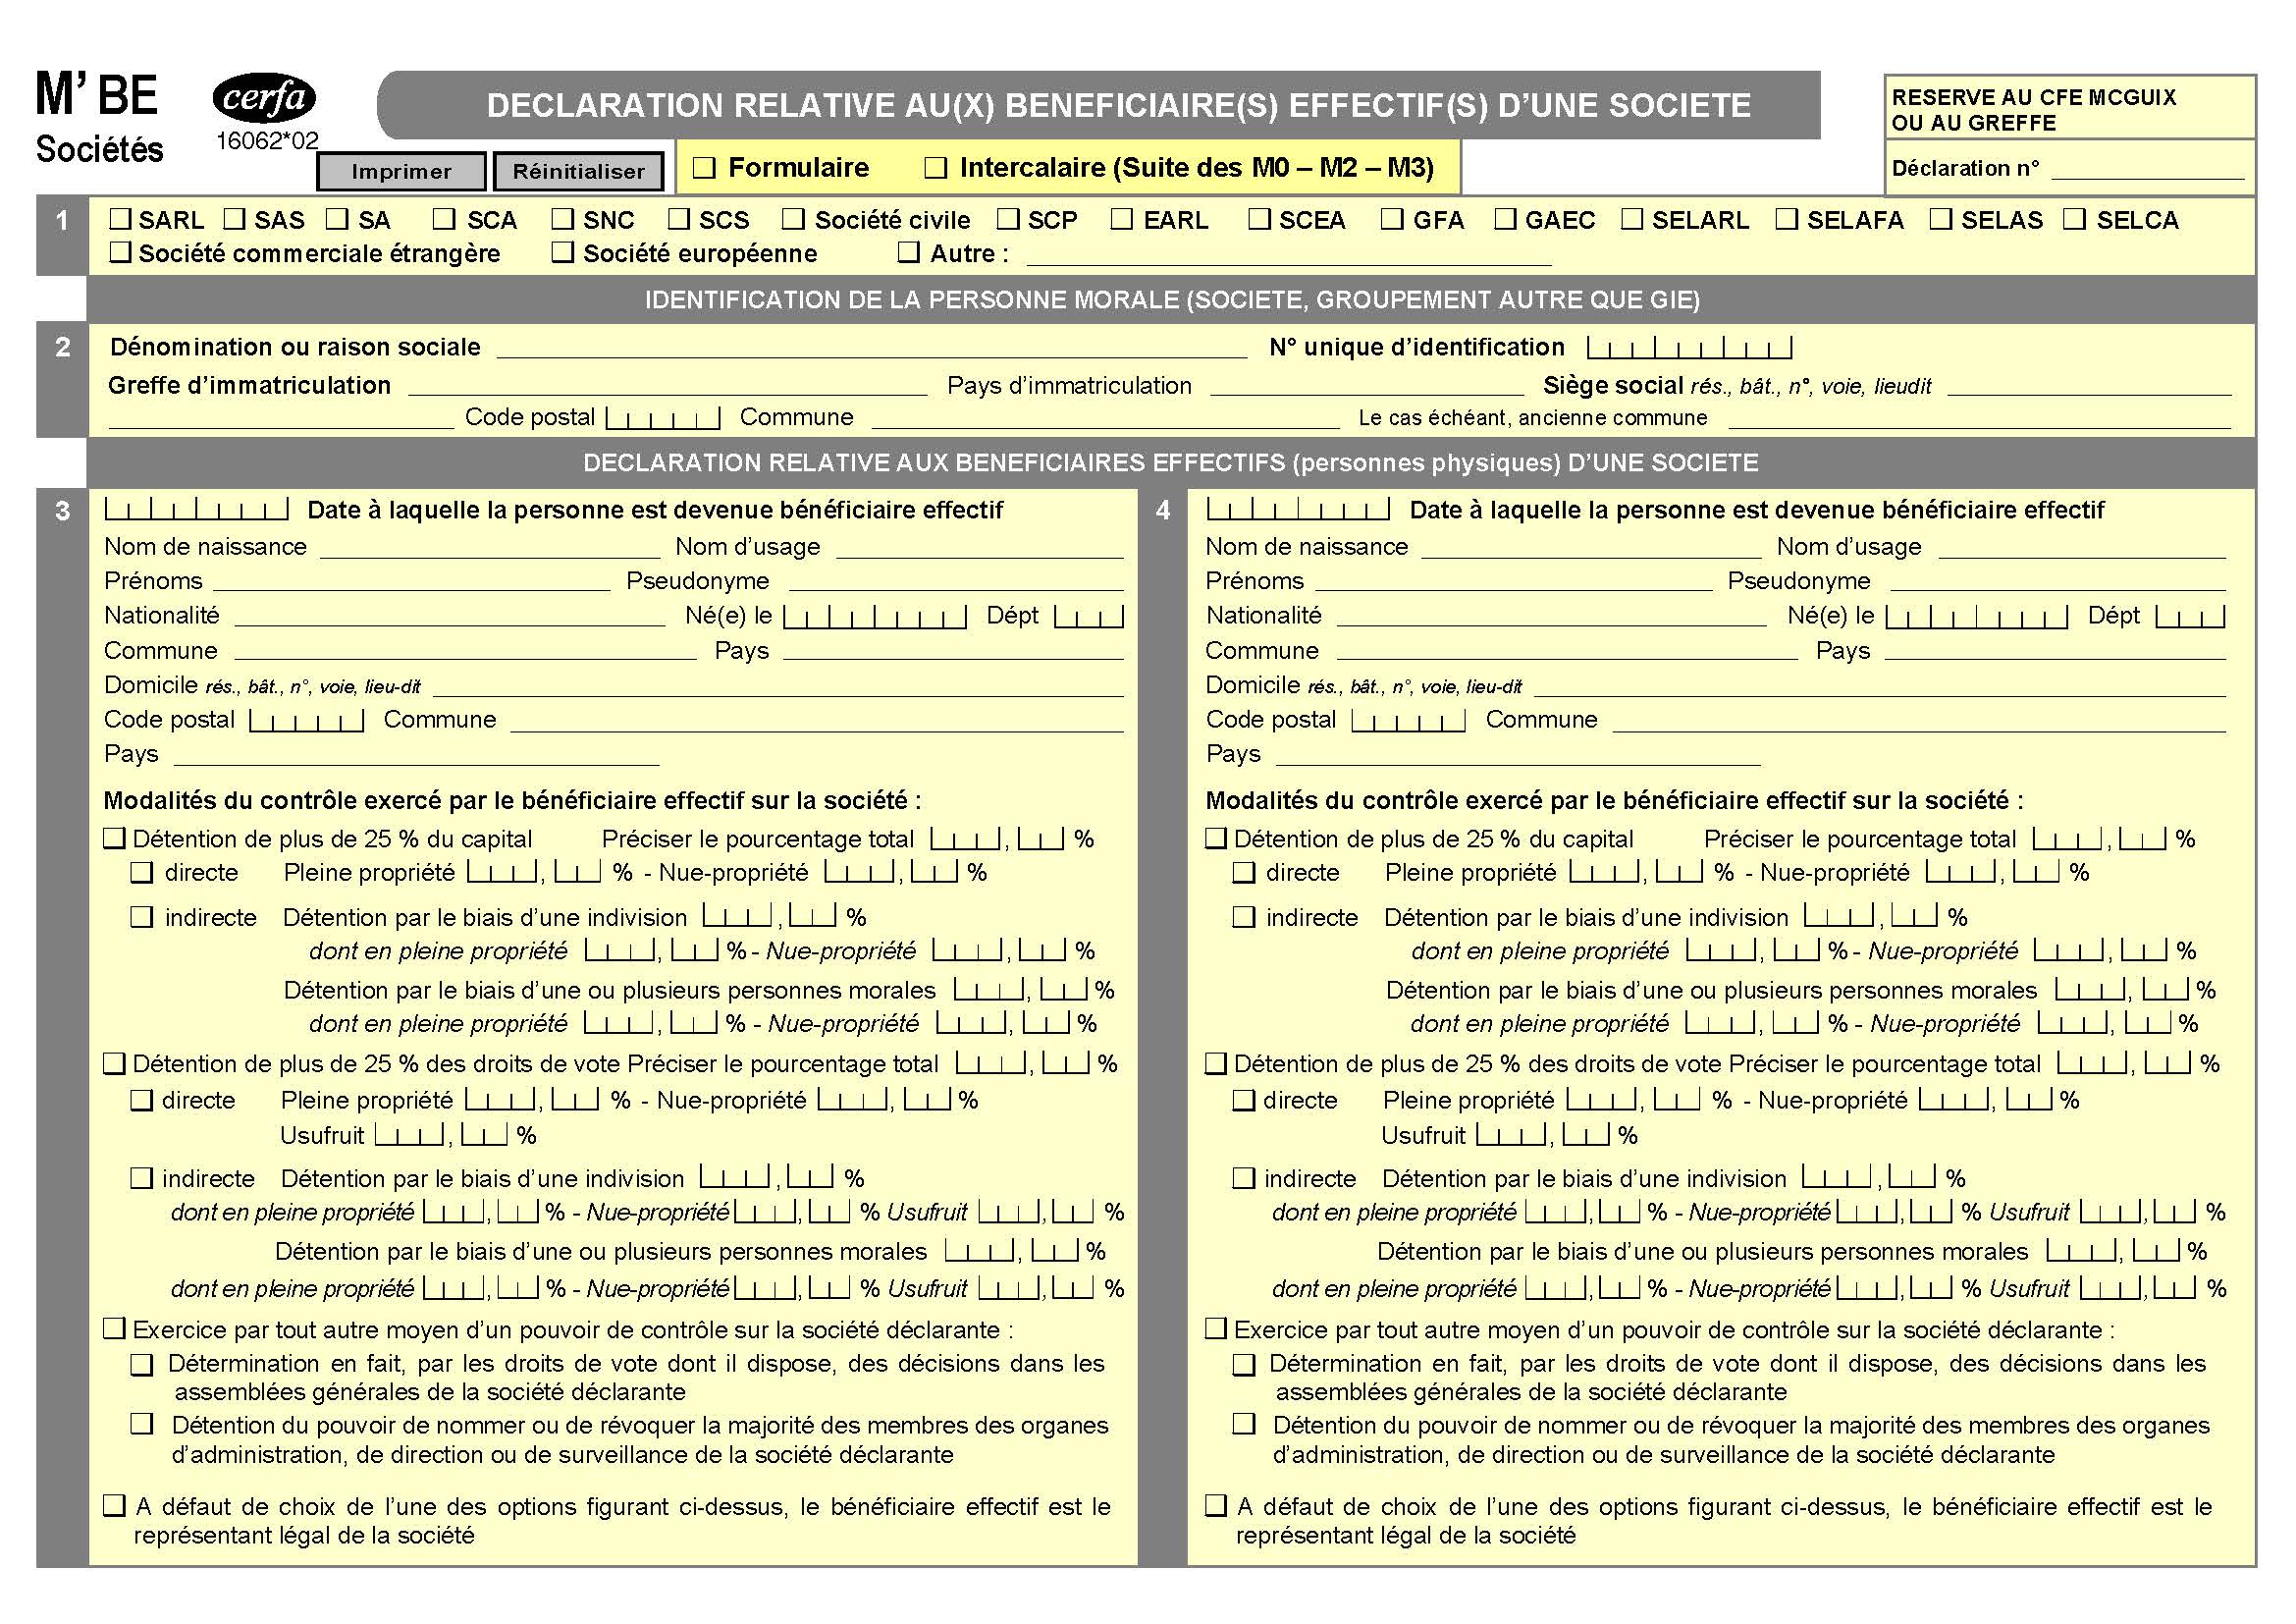 M’ BE
Sociétés
cerfa
16062*02
DECLARATION RELATIVE AU(X) BENEFICIAIRE(S) EFFECTIF(S) D’UNE SOCIETE
RESERVE AU CFE MCGUIX
OU AU GREFFE
Déclaration n°
Imprimer Réinitialiser
Formulaire Intercalaire (Suite des M0 – M2 – M3)
1
SARL SAS SA SCA SNC SCS Société civile SCP EARL SCEA GFA GAEC SELARL SELAFA SELAS SELCA
Société commerciale étrangère Société européenne Autre :
IDENTIFICATION DE LA PERSONNE MORALE (SOCIETE, GROUPEMENT AUTRE QUE GIE)
2
Dénomination ou raison sociale N° unique d’identification
Greffe d’immatriculation Pays d’immatriculation Siège social rés., bât., n°, voie, lieudit
Code postal Commune Le cas échéant, ancienne commune
DECLARATION RELATIVE AUX BENEFICIAIRES EFFECTIFS (personnes physiques) D’UNE SOCIETE
3
Date à laquelle la personne est devenue bénéficiaire effectif
Nom de naissance Nom d’usage
Prénoms Pseudonyme
Nationalité Né(e) le Dépt
Commune Pays
Domicile rés., bât., n°, voie, lieu-dit
Code postal Commune
Pays
Modalités du contrôle exercé par le bénéficiaire effectif sur la société :
Détention de plus de 25 % du capital Préciser le pourcentage total , %
directe Pleine propriété , % - Nue-propriété , %
indirecte Détention par le biais d’une indivision , %
dont en pleine propriété , % - Nue-propriété , %
Détention par le biais d’une ou plusieurs personnes morales , %
dont en pleine propriété , % - Nue-propriété , %
Détention de plus de 25 % des droits de vote Préciser le pourcentage total , %
directe Pleine propriété , % - Nue-propriété , %
Usufruit , %
indirecte Détention par le biais d’une indivision , %
dont en pleine propriété , % - Nue-propriété , % Usufruit , %
Détention par le biais d’une ou plusieurs personnes morales , %
dont en pleine propriété , % - Nue-propriété , % Usufruit , %
Exercice par tout autre moyen d’un pouvoir de contrôle sur la société déclarante :
Détermination en fait, par les droits de vote dont il dispose, des décisions dans les
assemblées générales de la société déclarante
Détention du pouvoir de nommer ou de révoquer la majorité des membres des organes
d’administration, de direction ou de surveillance de la société déclarante
A défaut de choix de l’une des options figurant ci-dessus, le bénéficiaire effectif est le
représentant légal de la société
4
Date à laquelle la personne est devenue bénéficiaire effectif
Nom de naissance Nom d’usage
Prénoms Pseudonyme
Nationalité Né(e) le Dépt
Commune Pays
Domicile rés., bât., n°, voie, lieu-dit
Code postal Commune
Pays
Modalités du contrôle exercé par le bénéficiaire effectif sur la société :
Détention de plus de 25 % du capital Préciser le pourcentage total , %
directe Pleine propriété , % - Nue-propriété , %
indirecte Détention par le biais d’une indivision , %
dont en pleine propriété , % - Nue-propriété , %
Détention par le biais d’une ou plusieurs personnes morales , %
dont en pleine propriété , % - Nue-propriété , %
Détention de plus de 25 % des droits de vote Préciser le pourcentage total , %
directe Pleine propriété , % - Nue-propriété , %
Usufruit , %
indirecte Détention par le biais d’une indivision , %
dont en pleine propriété , % - Nue-propriété , % Usufruit , %
Détention par le biais d’une ou plusieurs personnes morales , %
dont en pleine propriété , % - Nue-propriété , % Usufruit , %
Exercice par tout autre moyen d’un pouvoir de contrôle sur la société déclarante :
Détermination en fait, par les droits de vote dont il dispose, des décisions dans les
assemblées générales de la société déclarante
Détention du pouvoir de nommer ou de révoquer la majorité des membres des organes
d’administration, de direction ou de surveillance de la société déclarante
A défaut de choix de l’une des options figurant ci-dessus, le bénéficiaire effectif est le
représentant légal de la société